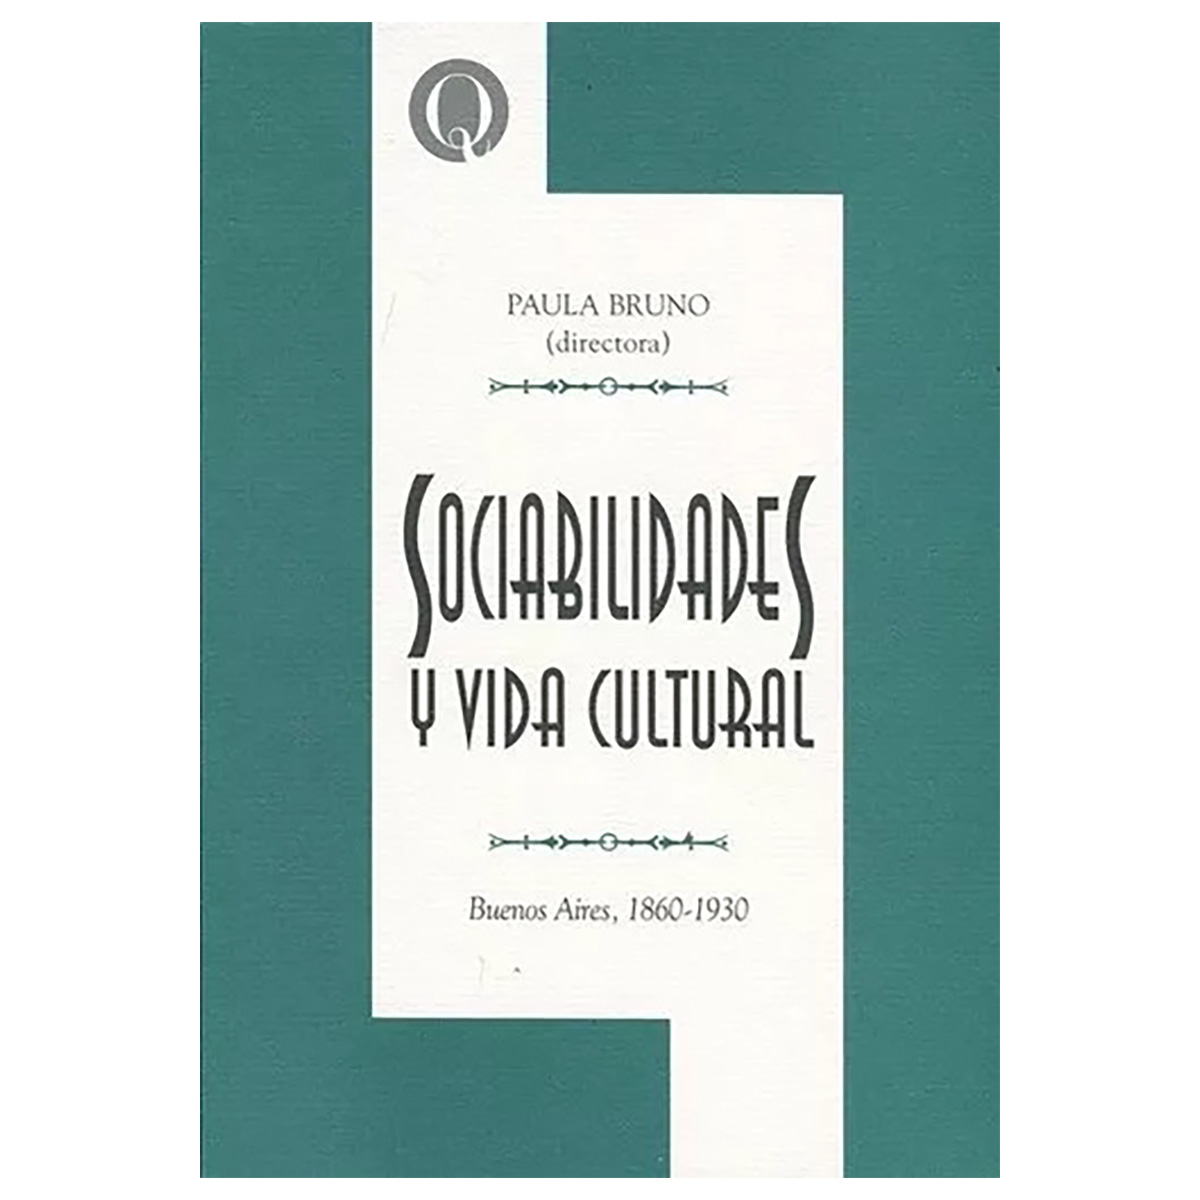 Q
PAULA BRUNO
(directora)
SOCIABILIDADES
Y VIDA CULTURAL
Buenos Aires, 1860-1930